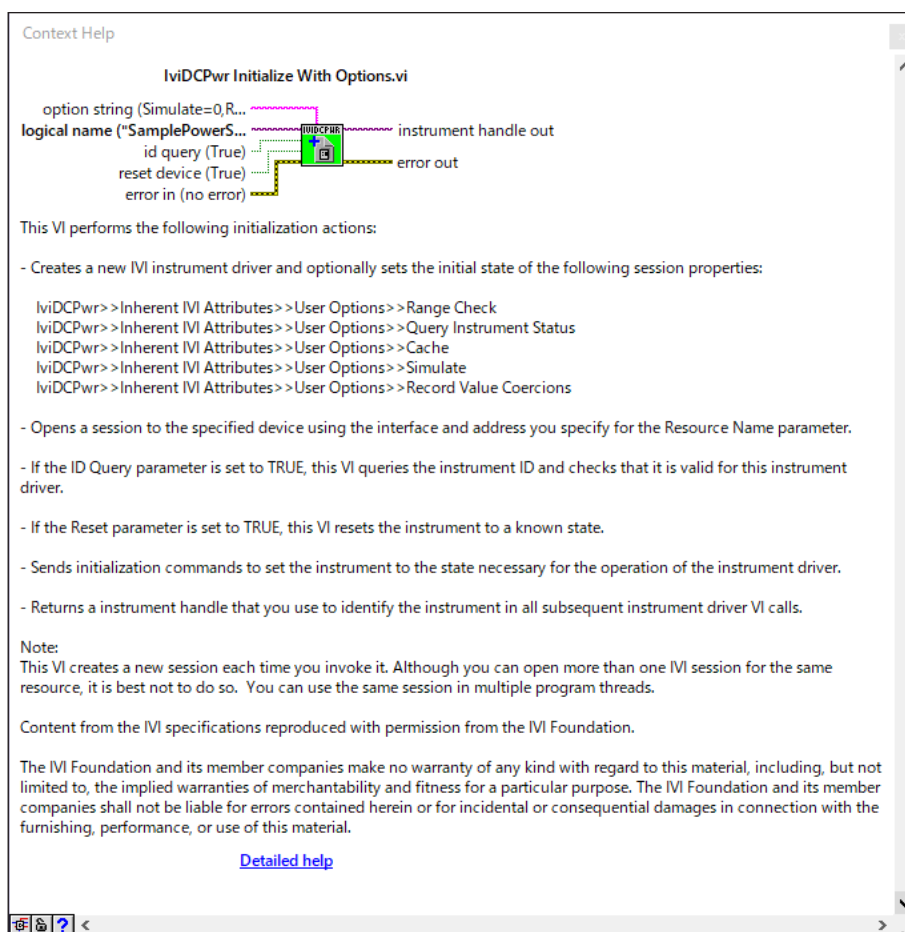 Context Help
IviDCPwr Initialize With Options.vi
option string (Simulate=0,R...
logical name ("SamplePowerS...
id query (True)
reset device (True)
error in (no error)
IVIDCPWR
instrument handle out
error out
This VI performs the following initialization actions:
- Creates a new IVI instrument driver and optionally sets the initial state of the following session properties:
IviDCPwr>>Inherent IVI Attributes>>User Options>>Range Check
IviDCPwr>>Inherent IVI Attributes>>User Options>>Query Instrument Status
IviDCPwr>>Inherent IVI Attributes>>User Options>>Cache
IviDCPwr>>Inherent IVI Attributes>>User Options>>Simulate
IviDCPwr>>Inherent IVI Attributes>>User Options>>Record Value Coercions
- Opens a session to the specified device using the interface and address you specify for the Resource Name parameter.
- If the ID Query parameter is set to TRUE, this VI queries the instrument ID and checks that it is valid for this instrument
driver.
- If the Reset parameter is set to TRUE, this VI resets the instrument to a known state.
- Sends initialization commands to set the instrument to the state necessary for the operation of the instrument driver.
- Returns a instrument handle that you use to identify the instrument in all subsequent instrument driver VI calls.
Note:
This VI creates a new session each time you invoke it. Although you can open more than one IVI session for the same
resource, it is best not to do so.  You can use the same session in multiple program threads.
Content from the IVI specifications reproduced with permission from the IVI Foundation.
The IVI Foundation and its member companies make no warranty of any kind with regard to this material, including, but not
limited to, the implied warranties of merchantability and fitness for a particular purpose. The IVI Foundation and its member
companies shall not be liable for errors contained herein or for incidental or consequential damages in connection with the
furnishing, performance, or use of this material.
Detailed help